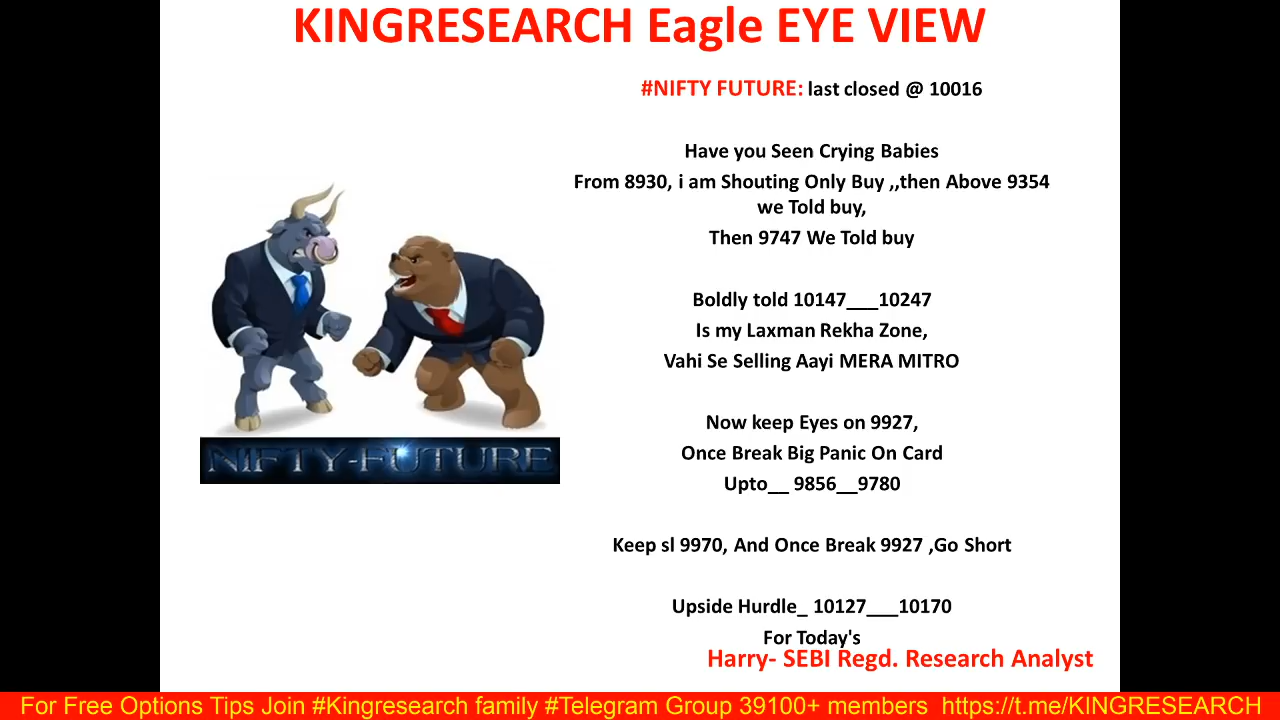 KINGRESEARCH Eagle EYE VIEW
#NIFTY FUTURE: last closed @ 10016
Have you Seen Crying Babies
From 8930, i am Shouting Only Buy ,,then Above 9354
we Told buy,
Then 9747 We Told buy
Boldly told 10147___10247
Is my Laxman Rekha Zone,
Vahi Se Selling Aayi MERA MITRO
Now keep Eyes on 9927,
Once Break Big Panic On Card
Upto__ 9856__9780
Keep sl 9970, And Once Break 9927 ,Go Short
Upside Hurdle_ 10127___10170
For Today's
NIFTY-FUTURE
Harry- SEBI Regd. Research Analyst
For Free Options Tips Join #Kingresearch family #Telegram Group 39100+ members https://t.me/KINGRESEARCH